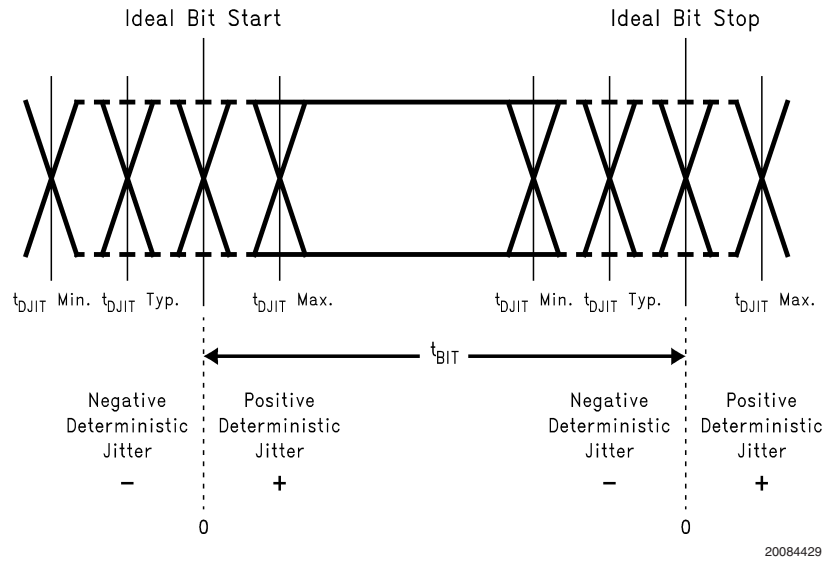 Ideal Bit Start
Ideal Bit Stop
tDJIT Min. tDJIT Typ. tDJIT Max. tDJIT Min. tDJIT Typ. tDJIT Max.
tBIT
Negative
Deterministic
Jitter
–
Positive
Deterministic
Jitter
+
Negative
Deterministic
Jitter
–
Positive
Deterministic
Jitter
+
0
0
20084429